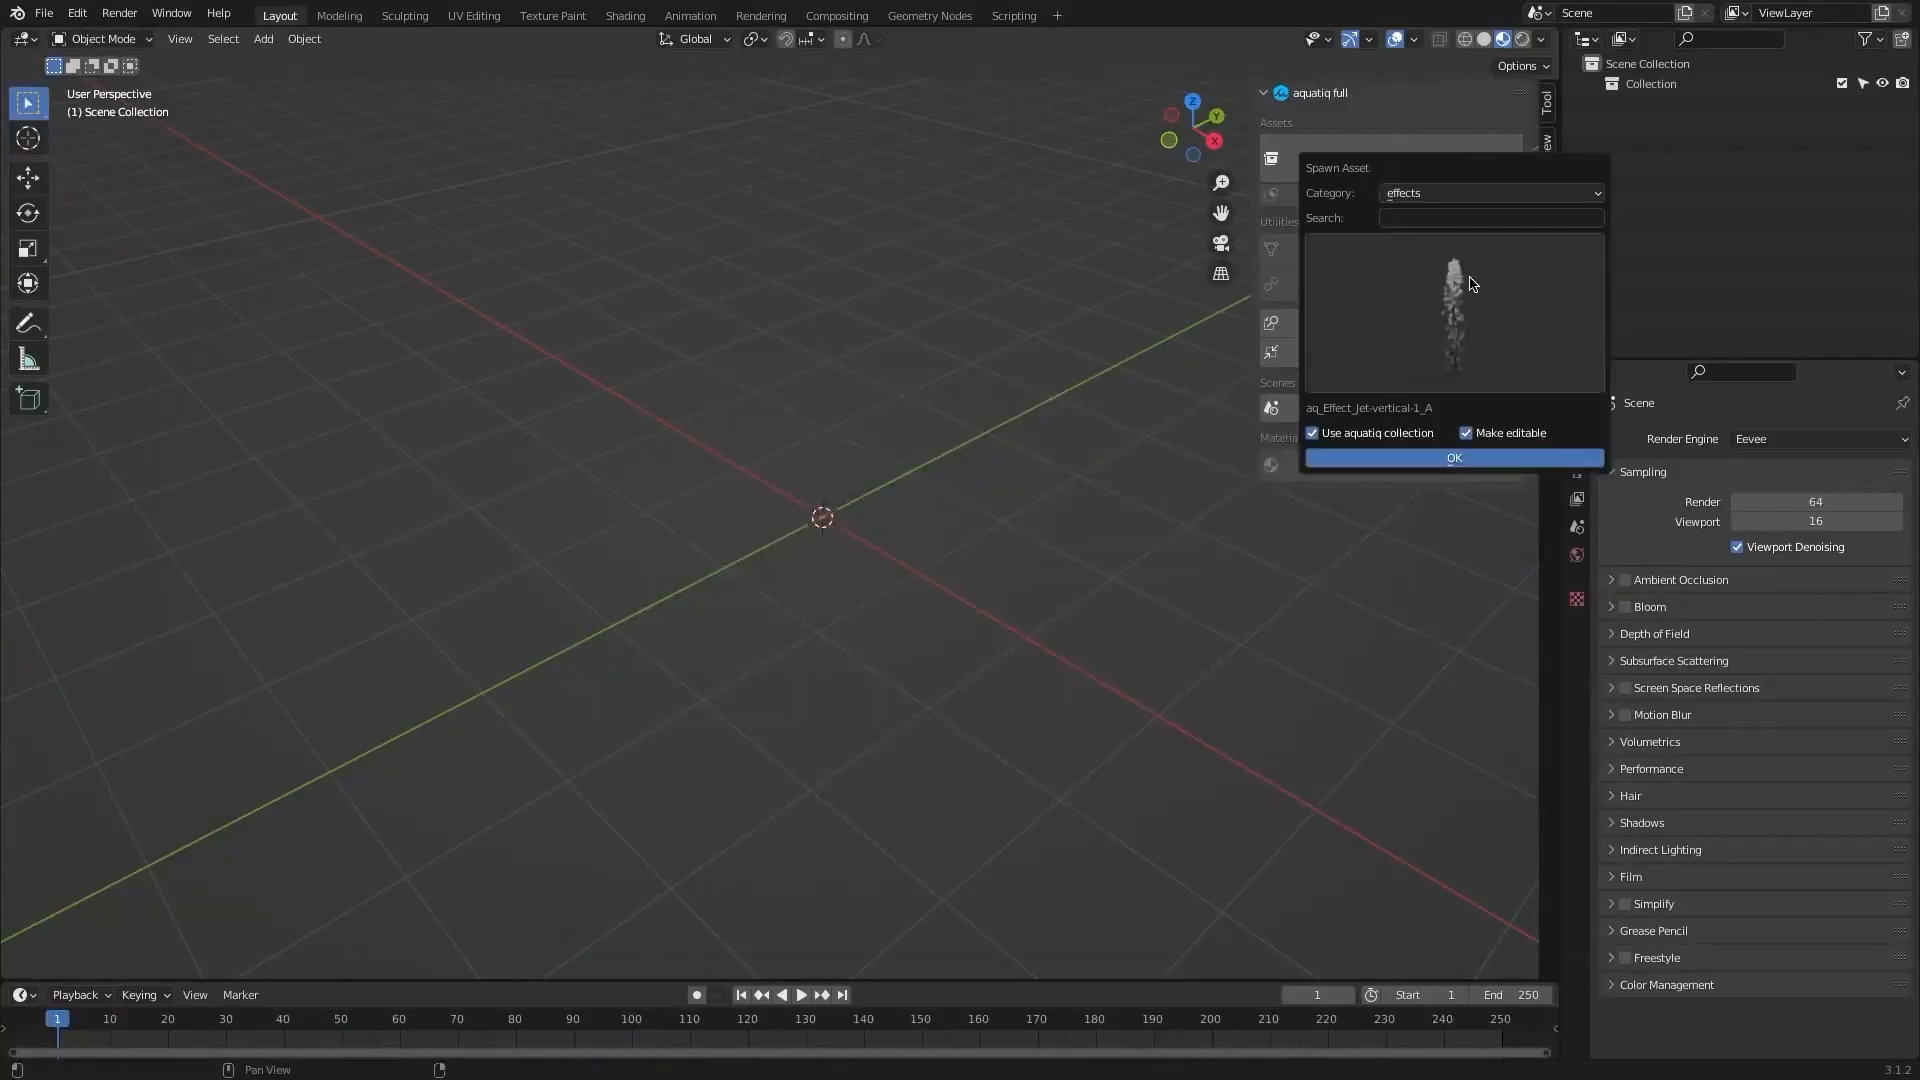 File Edit Render Window Help Layout Modeling Sculpting UV Editing Texture Paint Shading Animation Rendering Compositing Geometry Nodes Scripting + Scene ViewLayer
Object Mode View Select Add Object Global
Options
User Perspective
(1) Scene Collection
Z
Y
X
aquatiq full
Assets
Utilities
Scenes
Tool
Spawn Asset
Category: effects
Search:
aq_Effect_Jet-vertical-1_A
Use aquatiq collection Make editable
OK
Scene Collection
Collection
Scene
Render Engine Eevee
Sampling
Render 64
Viewport 16
Viewport Denoising
Ambient Occlusion
Bloom
Depth of Field
Subsurface Scattering
Screen Space Reflections
Motion Blur
Volumetrics
Performance
Hair
Shadows
Indirect Lighting
Film
Simplify
Grease Pencil
Freestyle
Color Management
Playback Keying View Marker 1 Start 1 End 250
1 10 20 30 40 50 60 70 80 90 100 110 120 130 140 150 160 170 180 190 200 210 220 230 240 250
Pan View 3.1.2